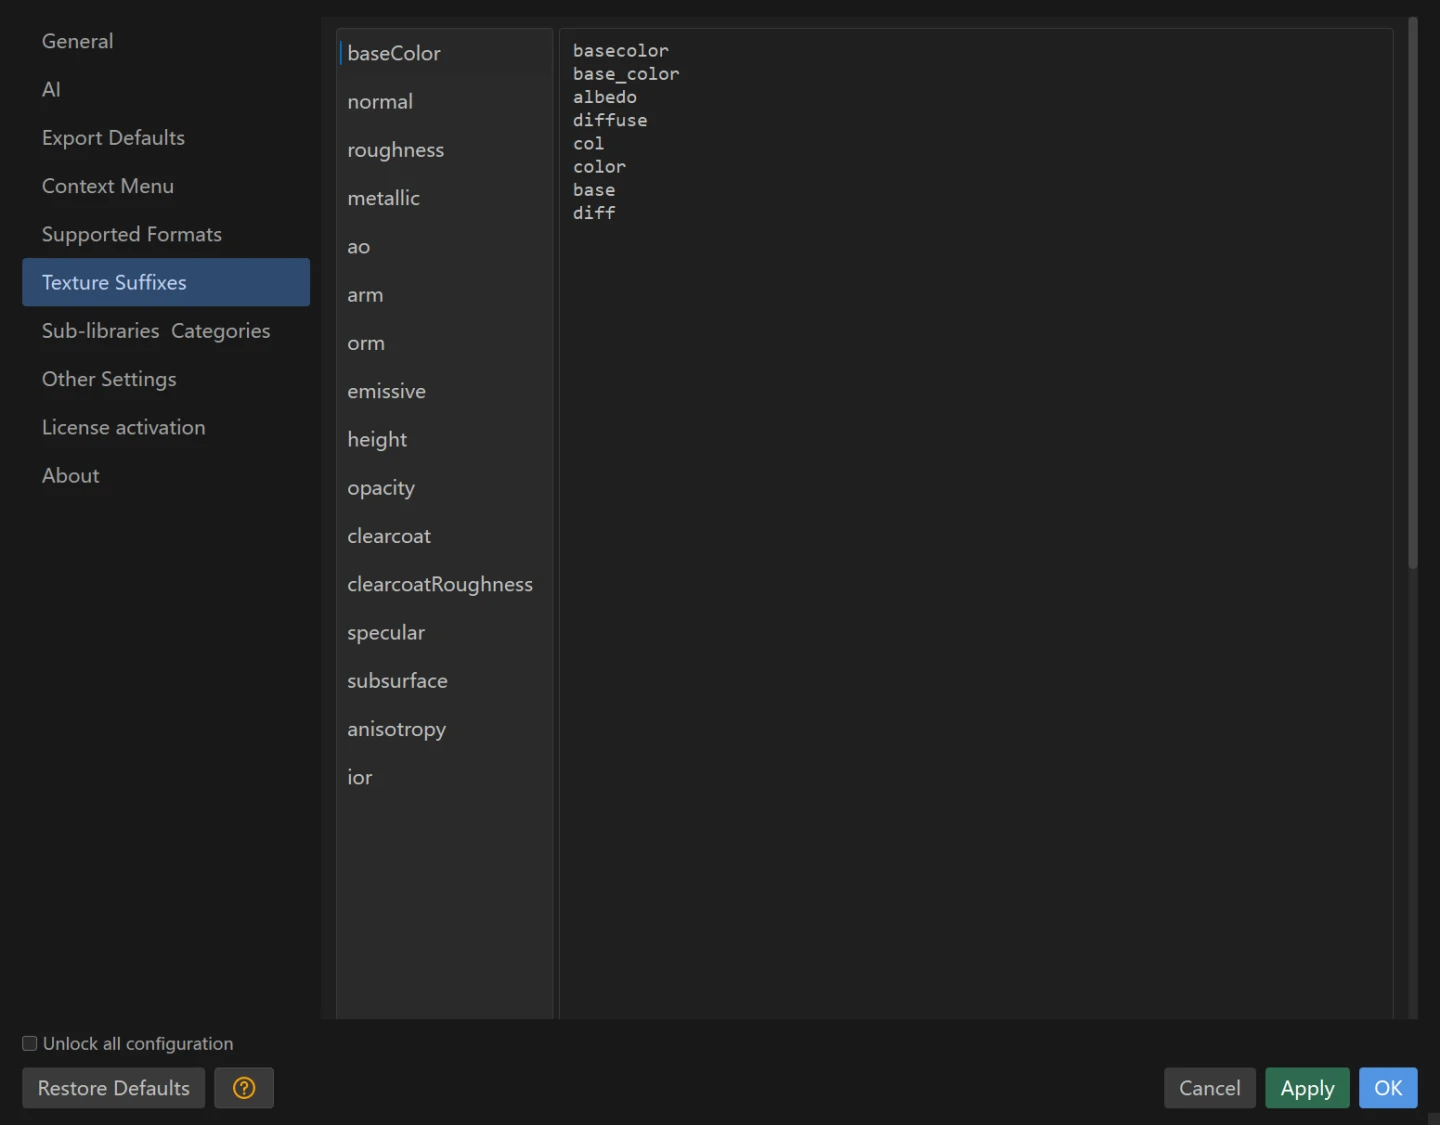 General
AI
Export Defaults
Context Menu
Supported Formats
Texture Suffixes
Sub-libraries  Categories
Other Settings
License activation
About
baseColor
normal
roughness
metallic
ao
arm
orm
emissive
height
opacity
clearcoat
clearcoatRoughness
specular
subsurface
anisotropy
ior
basecolor
base_color
albedo
diffuse
col
color
base
diff
Unlock all configuration
Restore Defaults
?
Cancel
Apply
OK